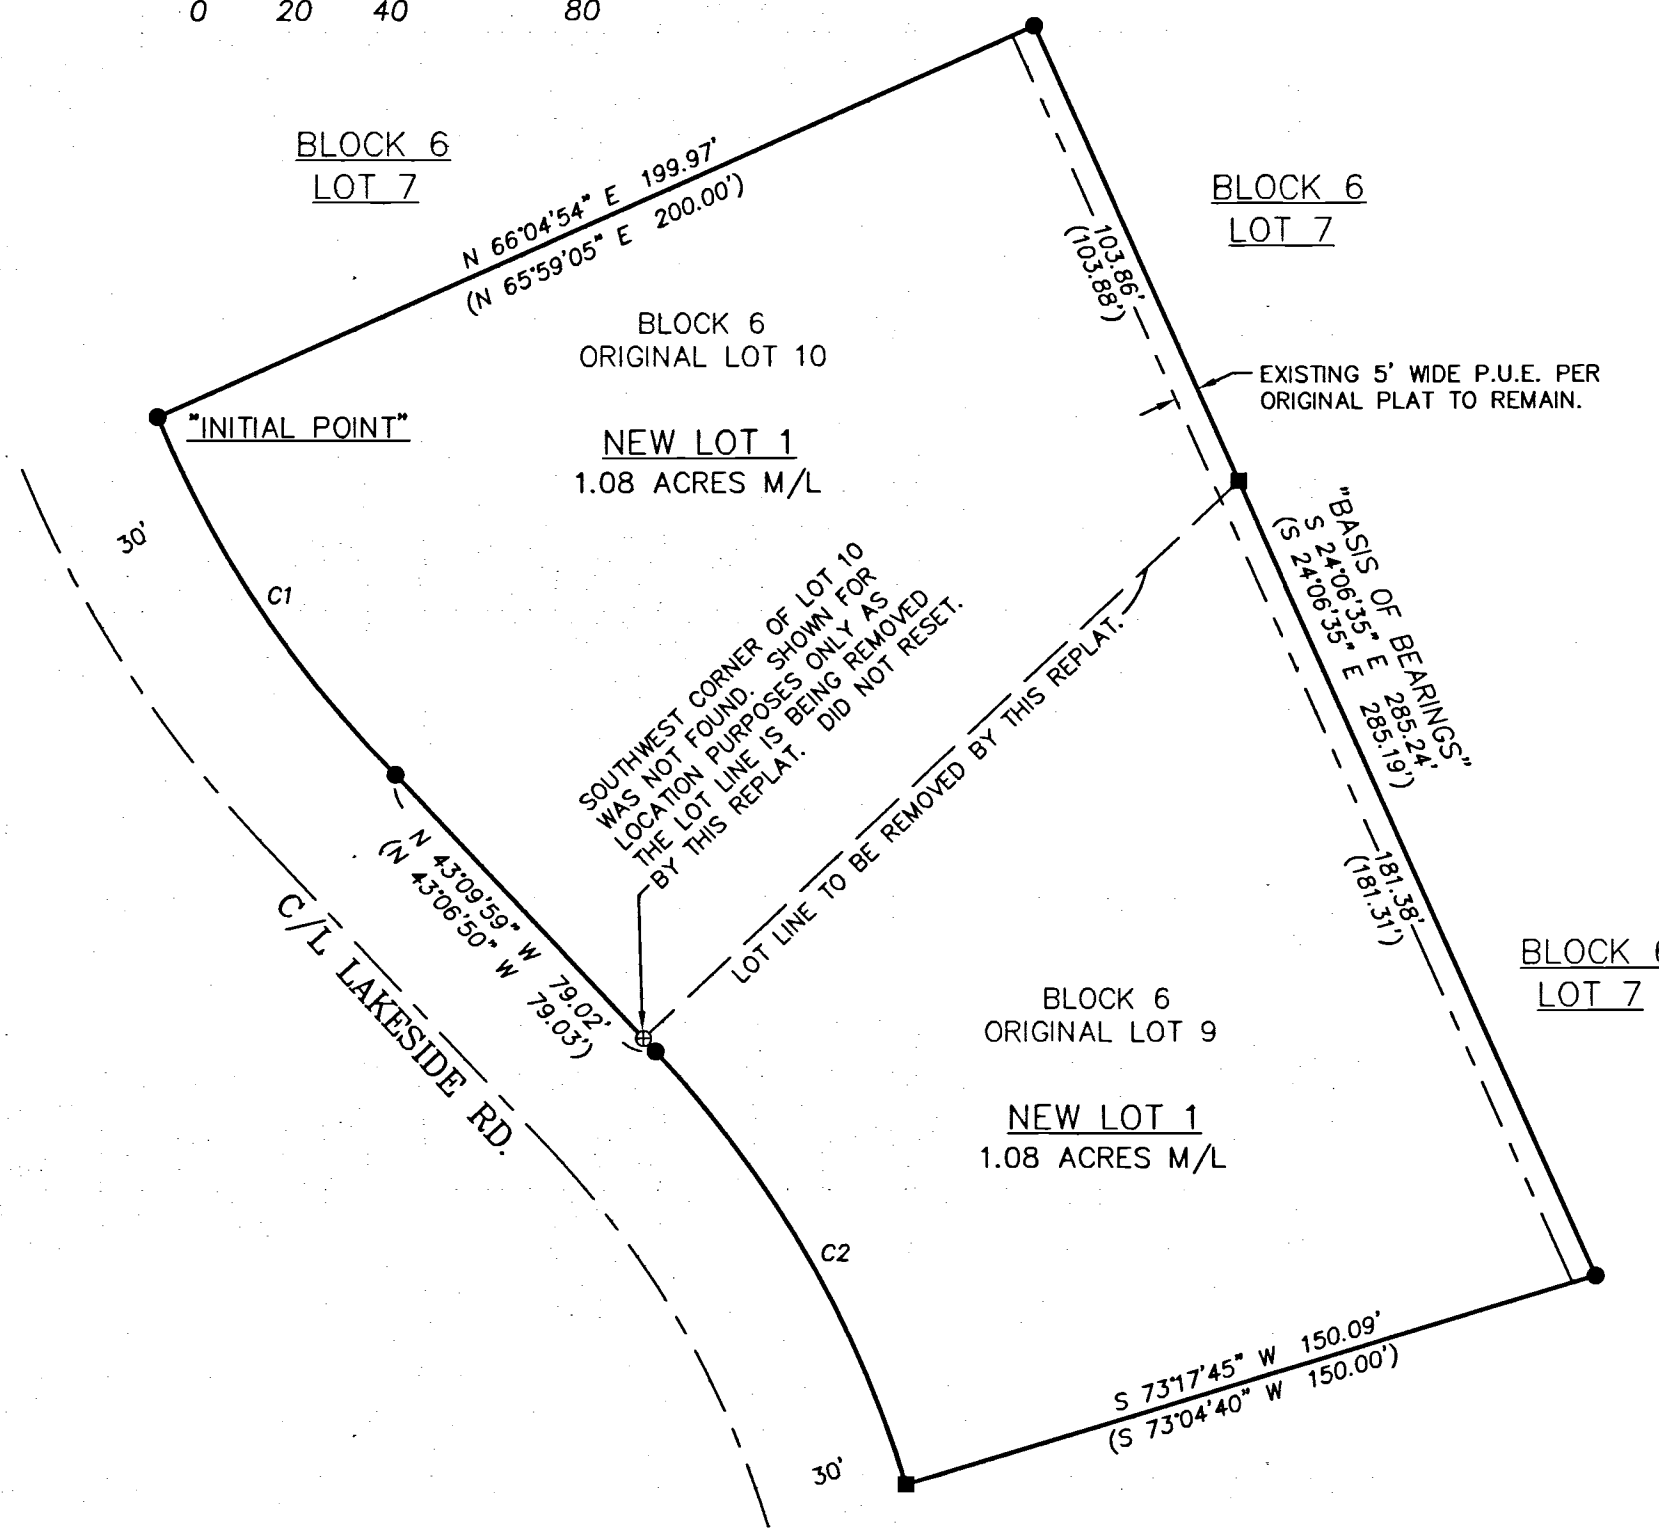 0 20 40 80
BLOCK 6
LOT 7
N 66°04'54" E 199.97'
(N 65°59'05" E 200.00')
BLOCK 6
LOT 7
103.86'
(103.88')
BLOCK 6
ORIGINAL LOT 10
EXISTING 5' WIDE P.U.E. PER
ORIGINAL PLAT TO REMAIN.
"INITIAL POINT"
NEW LOT 1
1.08 ACRES M/L
30'
C1
"BASIS OF BEARINGS"
S 24°06'35" E 285.24'
(S 24°06'35" E 285.19')
SOUTHWEST CORNER OF LOT 10
WAS NOT FOUND. SHOWN FOR
LOCATION PURPOSES ONLY AS
THE LOT LINE IS BEING REMOVED
BY THIS REPLAT. DID NOT RESET.
LOT LINE TO BE REMOVED BY THIS REPLAT.
N 43°09'59" W 79.02'
(N 43°06'50" W 79.03')
181.38'
(181.31')
C/L LAKESIDE RD.
BLOCK 6
LOT 7
BLOCK 6
ORIGINAL LOT 9
NEW LOT 1
1.08 ACRES M/L
C2
S 73°17'45" W 150.09'
(S 73°04'40" W 150.00')
30'